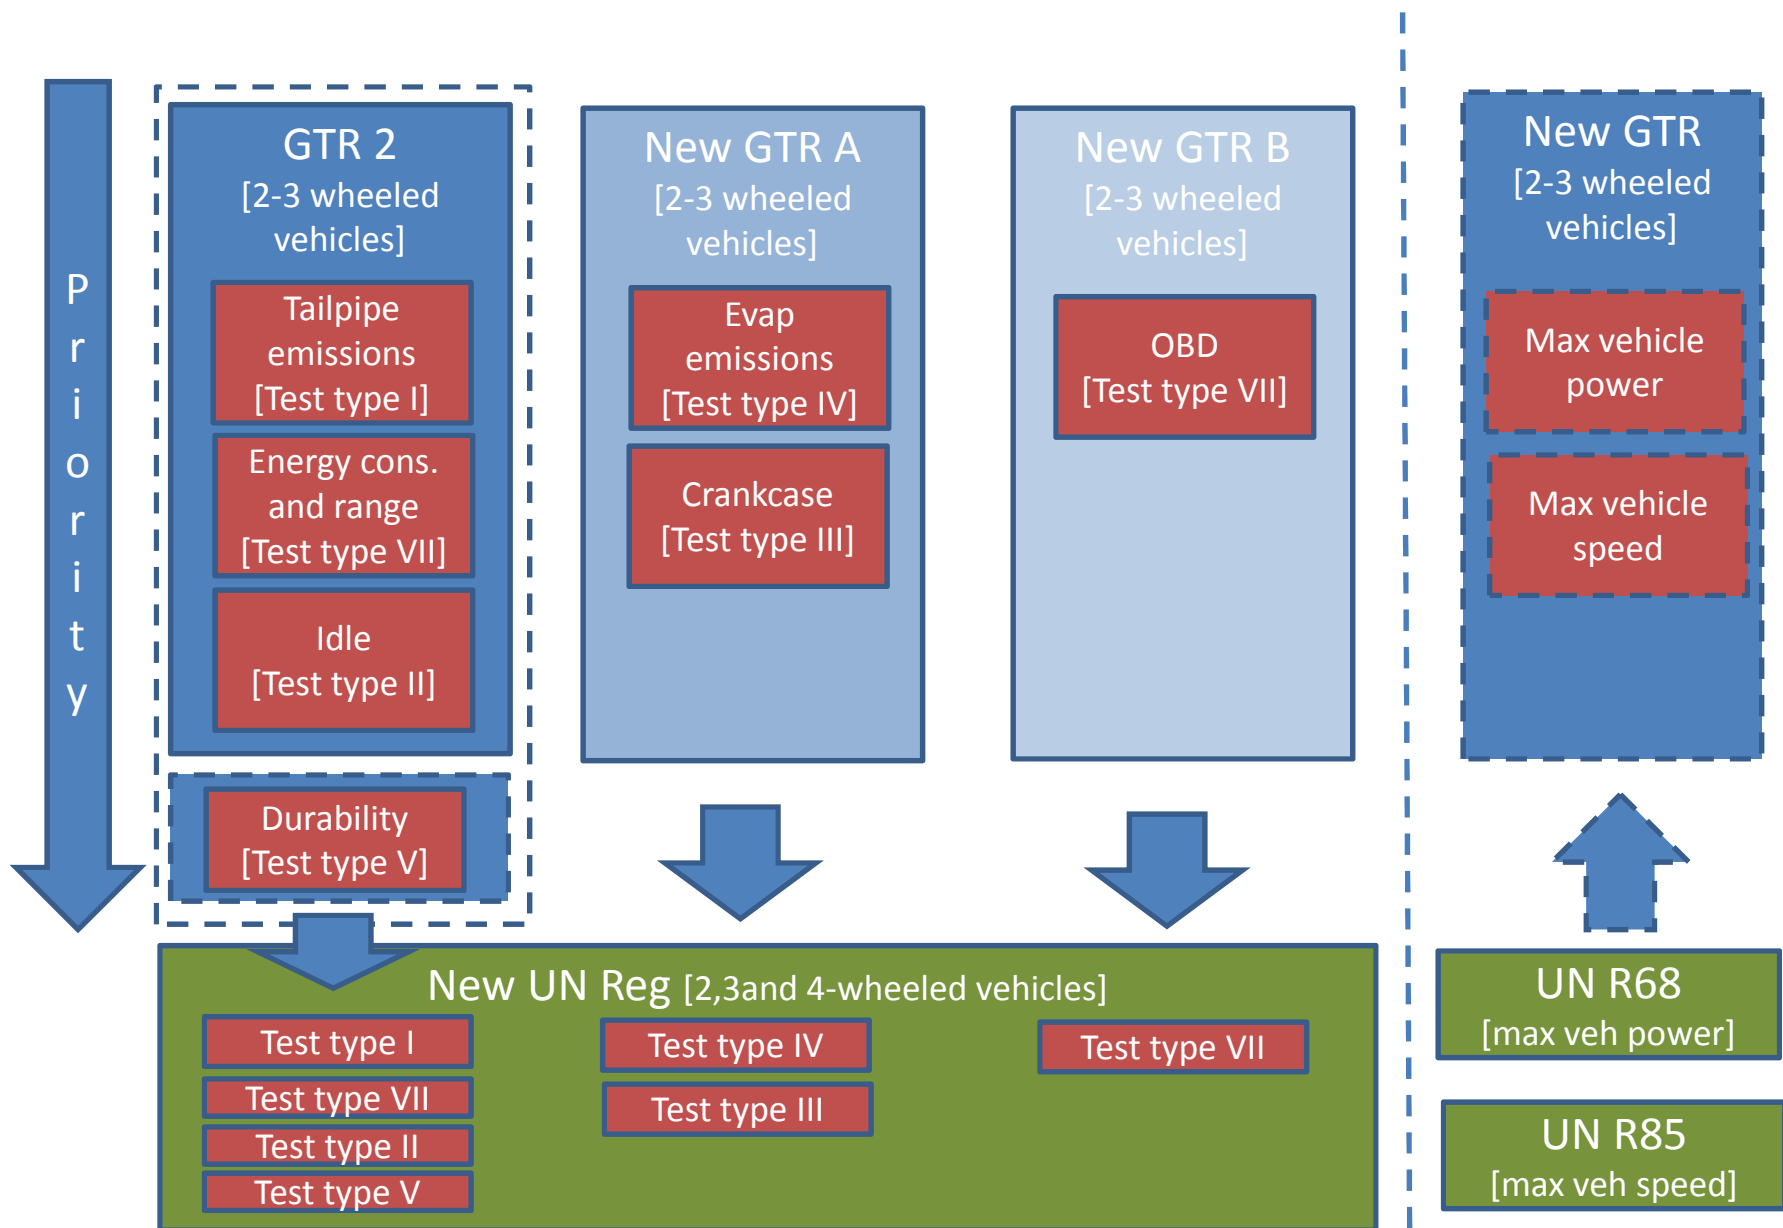 Priority
GTR 2
[2-3 wheeled
vehicles]
Tailpipe
emissions
[Test type I]
Energy cons.
and range
[Test type VII]
Idle
[Test type II]
Durability
[Test type V]
New GTR A
[2-3 wheeled
vehicles]
Evap
emissions
[Test type IV]
Crankcase
[Test type III]
New GTR B
[2-3 wheeled
vehicles]
OBD
[Test type VII]
New GTR
[2-3 wheeled
vehicles]
Max vehicle
power
Max vehicle
speed
New UN Reg [2,3and 4-wheeled vehicles]
Test type I
Test type VII
Test type II
Test type V
Test type IV
Test type III
Test type VII
UN R68
[max veh power]
UN R85
[max veh speed]